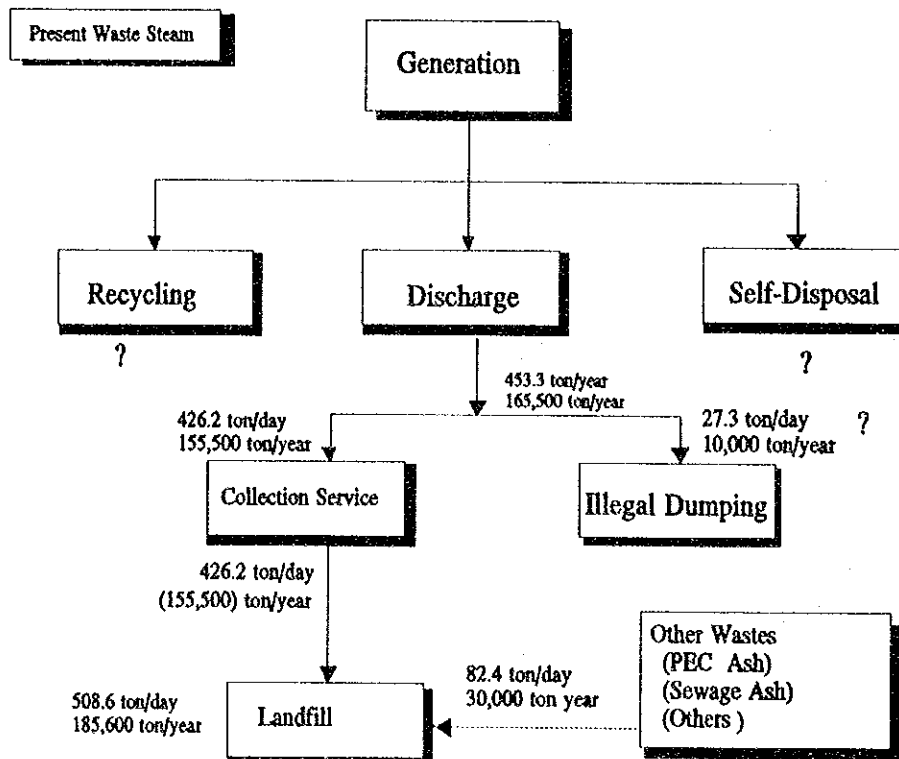 Present Waste Steam
Generation
Recycling
Discharge
Self-Disposal
?
?
453.3 ton/year
165,500 ton/year
426.2 ton/day
155,500 ton/year
27.3 ton/day
10,000 ton/year
?
Collection Service
Illegal Dumping
426.2 ton/day
(155,500) ton/year
Other Wastes
(PEC Ash)
(Sewage Ash)
(Others )
82.4 ton/day
30,000 ton year
508.6 ton/day
185,600 ton/year
Landfill